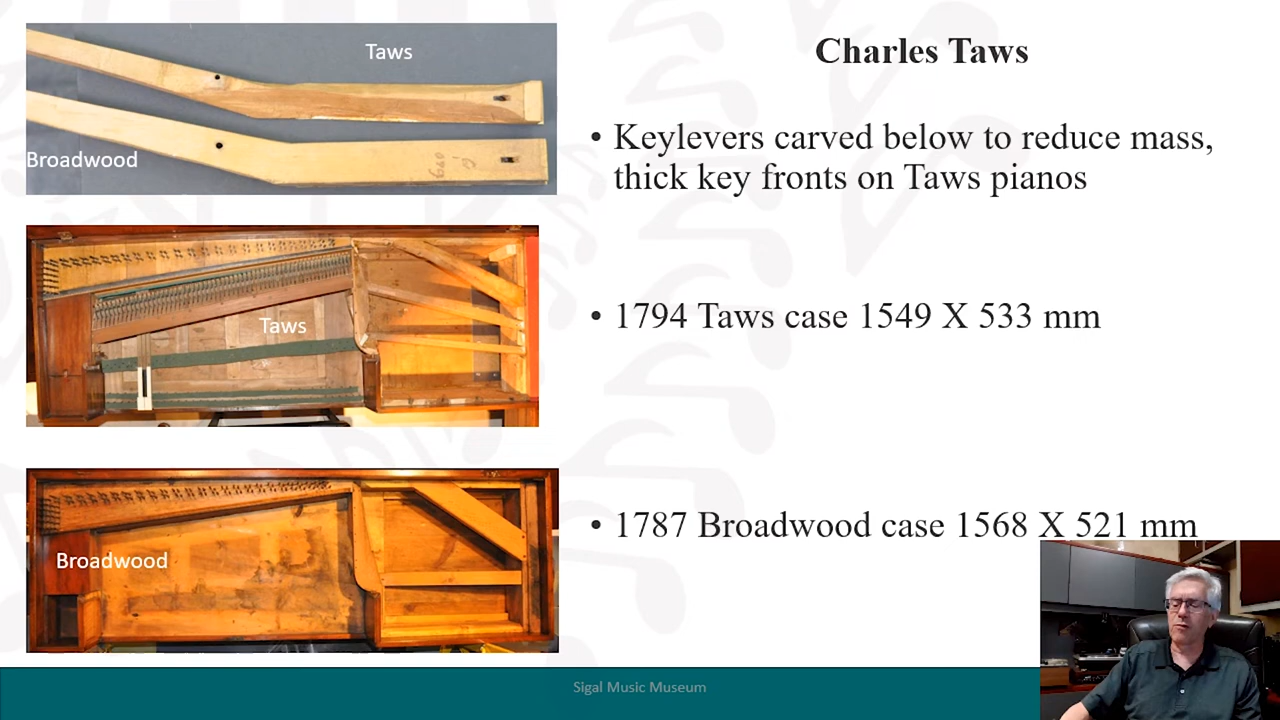 Charles Taws
Taws
Broadwood
• Keylevers carved below to reduce mass,
thick key fronts on Taws pianos
Taws
• 1794 Taws case 1549 X 533 mm
Broadwood
• 1787 Broadwood case 1568 X 521 mm
Sigal Music Museum